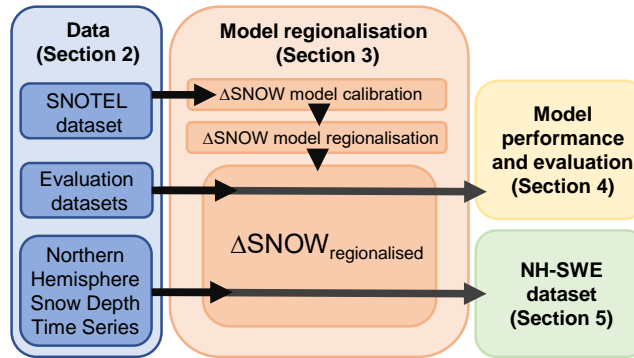 Data
(Section 2)
SNOTEL
dataset
Evaluation
datasets
Northern
Hemisphere
Snow Depth
Time Series
Model regionalisation
(Section 3)
ΔSNOW model calibration
ΔSNOW model regionalisation
ΔSNOWregionalised
Model
performance
and evaluation
(Section 4)
NH-SWE
dataset
(Section 5)